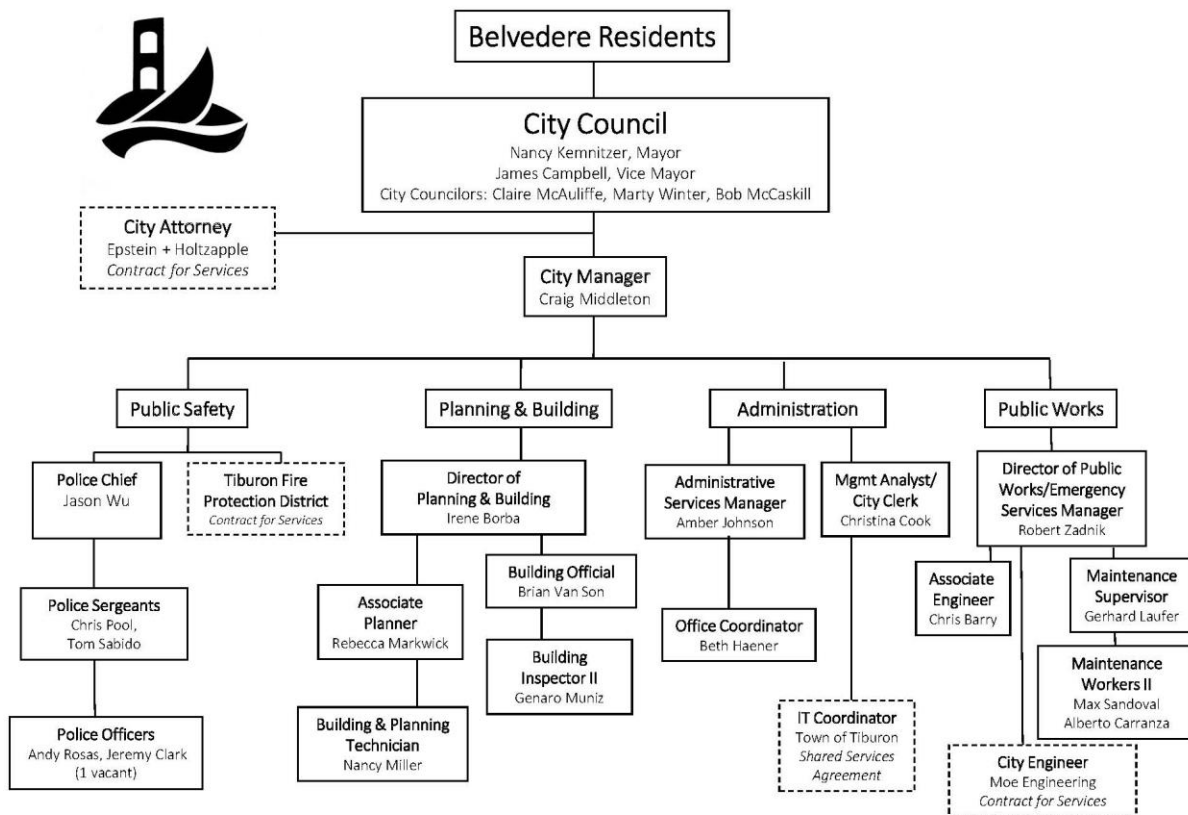 Belvedere Residents
City Council
Nancy Kemnitzer, Mayor
James Campbell, Vice Mayor
City Councilors: Claire McAuliffe, Marty Winter, Bob McCaskill
City Attorney
Epstein + Holtzapple
Contract for Services
City Manager
Craig Middleton
Public Safety
Planning & Building
Administration
Public Works
Police Chief
Jason Wu
Tiburon Fire
Protection District
Contract for Services
Director of
Planning & Building
Irene Borba
Administrative
Services Manager
Amber Johnson
Mgmt Analyst/
City Clerk
Christina Cook
Director of Public
Works/Emergency
Services Manager
Robert Zadnik
Police Sergeants
Chris Pool,
Tom Sabido
Associate
Planner
Rebecca Markwick
Building Official
Brian Van Son
Office Coordinator
Beth Haener
Associate
Engineer
Chris Barry
Maintenance
Supervisor
Gerhard Laufer
Building
Inspector II
Genaro Muniz
Maintenance
Workers II
Max Sandoval
Alberto Carranza
Police Officers
Andy Rosas, Jeremy Clark
(1 vacant)
Building & Planning
Technician
Nancy Miller
IT Coordinator
Town of Tiburon
Shared Services
Agreement
City Engineer
Moe Engineering
Contract for Services